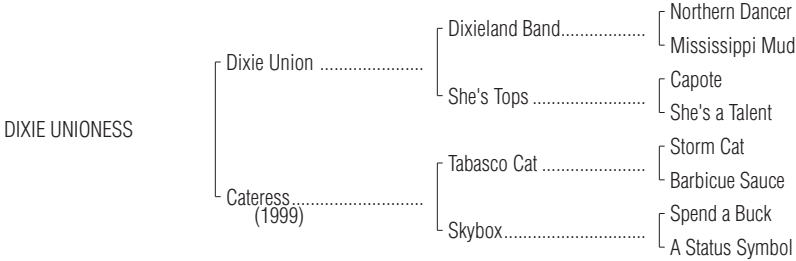 Northern Dancer
Dixieland Band....................
Mississippi Mud
Dixie Union ........................
Capote
She's Tops ..........................
She's a Talent
DIXIE UNIONESS
Storm Cat
Tabasco Cat ........................
Barbicue Sauce
Cateress..............................
(1999)
Spend a Buck
Skybox.................................
A Status Symbol